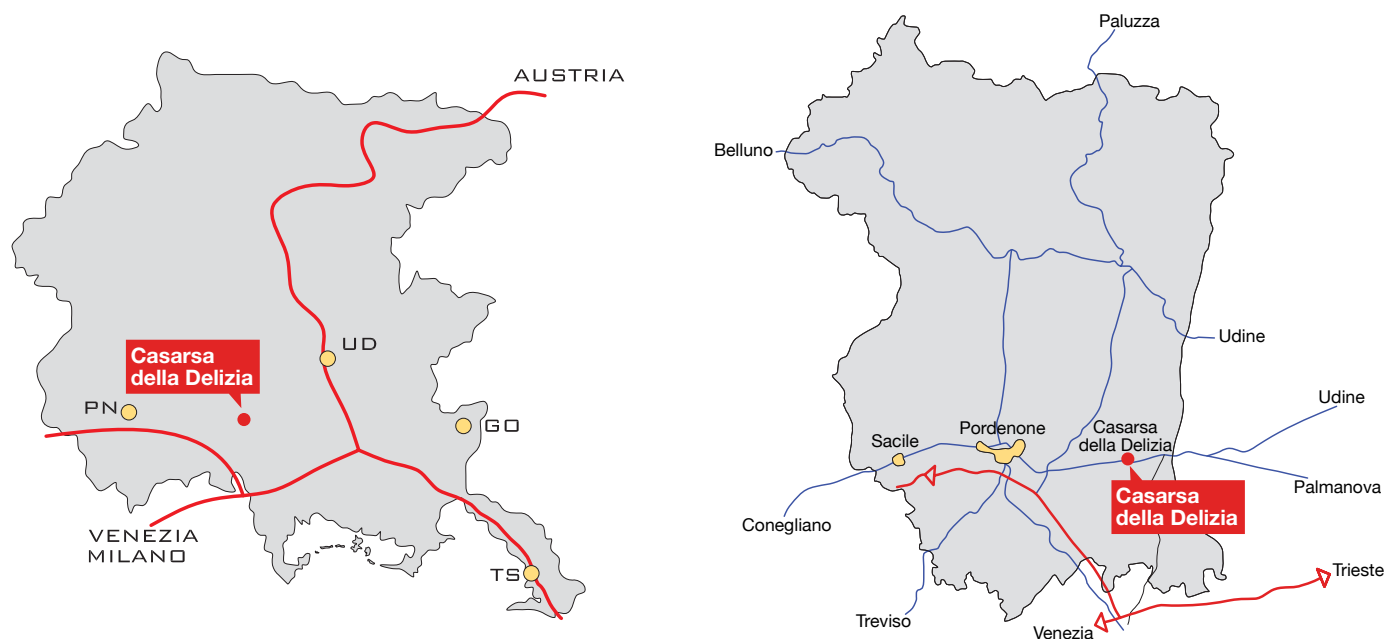 AUSTRIA
UD
Casarsa
della Delizia
PN
GO
VENEZIA
MILANO
TS
Paluzza
Belluno
Udine
Udine
Pordenone
Casarsa
della Delizia
Sacile
Palmanova
Casarsa
della Delizia
Conegliano
Trieste
Treviso
Venezia